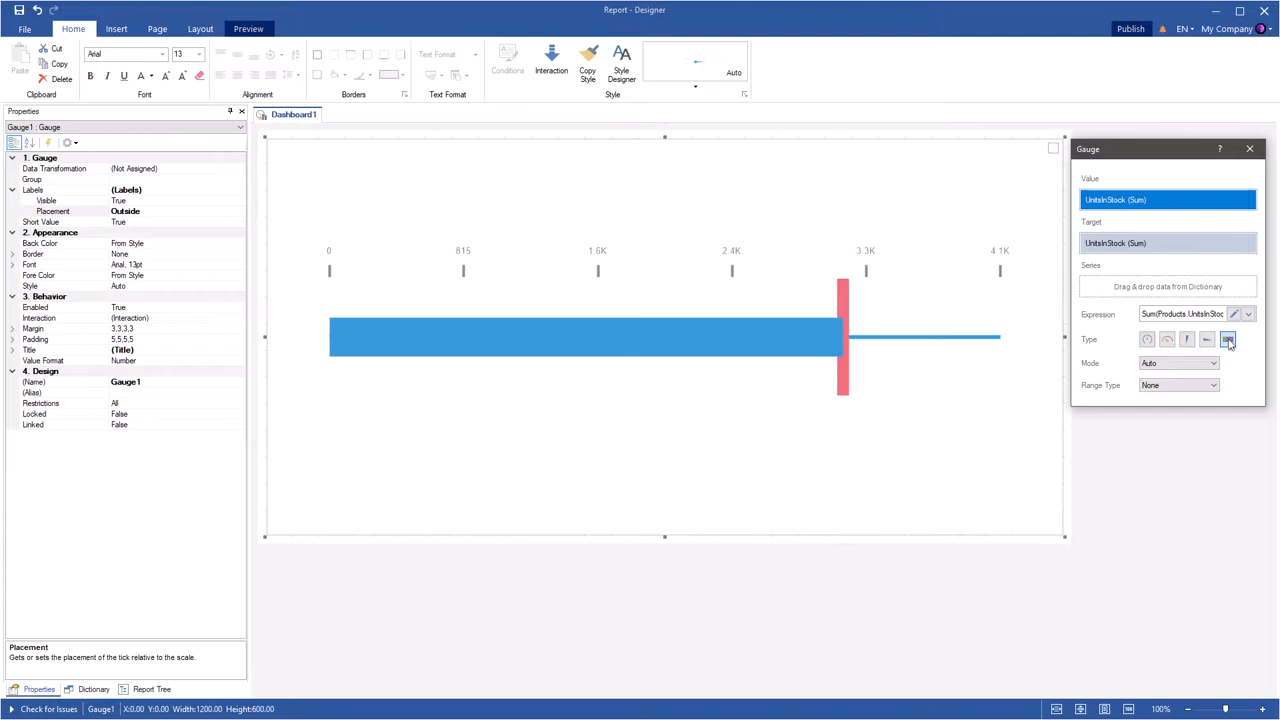 Report - Designer
File Home Insert Page Layout Preview Publish EN My Company
Paste Cut Copy Delete Clipboard
Arial 13 B I U A A A Font
Alignment
Borders
Text Format Text Format
Conditions Interaction Copy Style Style Designer Auto Style
Properties
Gauge1 : Gauge
1. Gauge
Data Transformation (Not Assigned)
Group
Labels (Labels)
Visible True
Placement Outside
Short Value True
2. Appearance
Back Color From Style
Border None
Font Arial, 13pt
Fore Color From Style
Style Auto
3. Behavior
Enabled True
Interaction (Interaction)
Margin 3,3,3,3
Padding 5,5,5,5
Title (Title)
Value Format Number
4. Design
(Name) Gauge1
(Alias)
Restrictions All
Locked False
Linked False
Placement
Gets or sets the placement of the tick relative to the scale.
Properties Dictionary Report Tree
Dashboard1
0 815 1.6K 2.4K 3.3K 4.1K
Gauge ?
Value
UnitsInStock (Sum)
Target
UnitsInStock (Sum)
Series
Drag & drop data from Dictionary
Expression Sum(Products.UnitsInStoc
Type
Mode Auto
Range Type None
Check for Issues Gauge1 X:0.00 Y:0.00 Width:1200.00 Height:600.00 100%